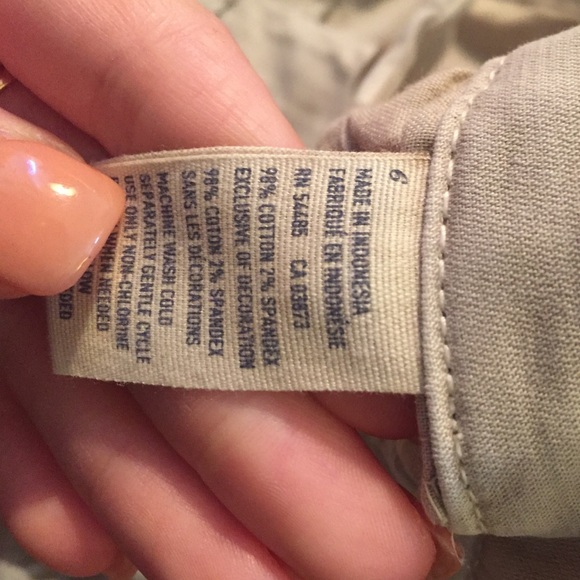 6
MADE IN INDONESIA
FABRIQUÉ EN INDONÉSIE
RN 54485 CA 03873
98% COTTON 2% SPANDEX
EXCLUSIVE OF DECORATION
98% COTON 2% SPANDEX
SANS LES DÉCORATIONS
MACHINE WASH COLD
SEPARATELY GENTLE CYCLE
USE ONLY NON-CHLORINE
WHEN NEEDED
LOW